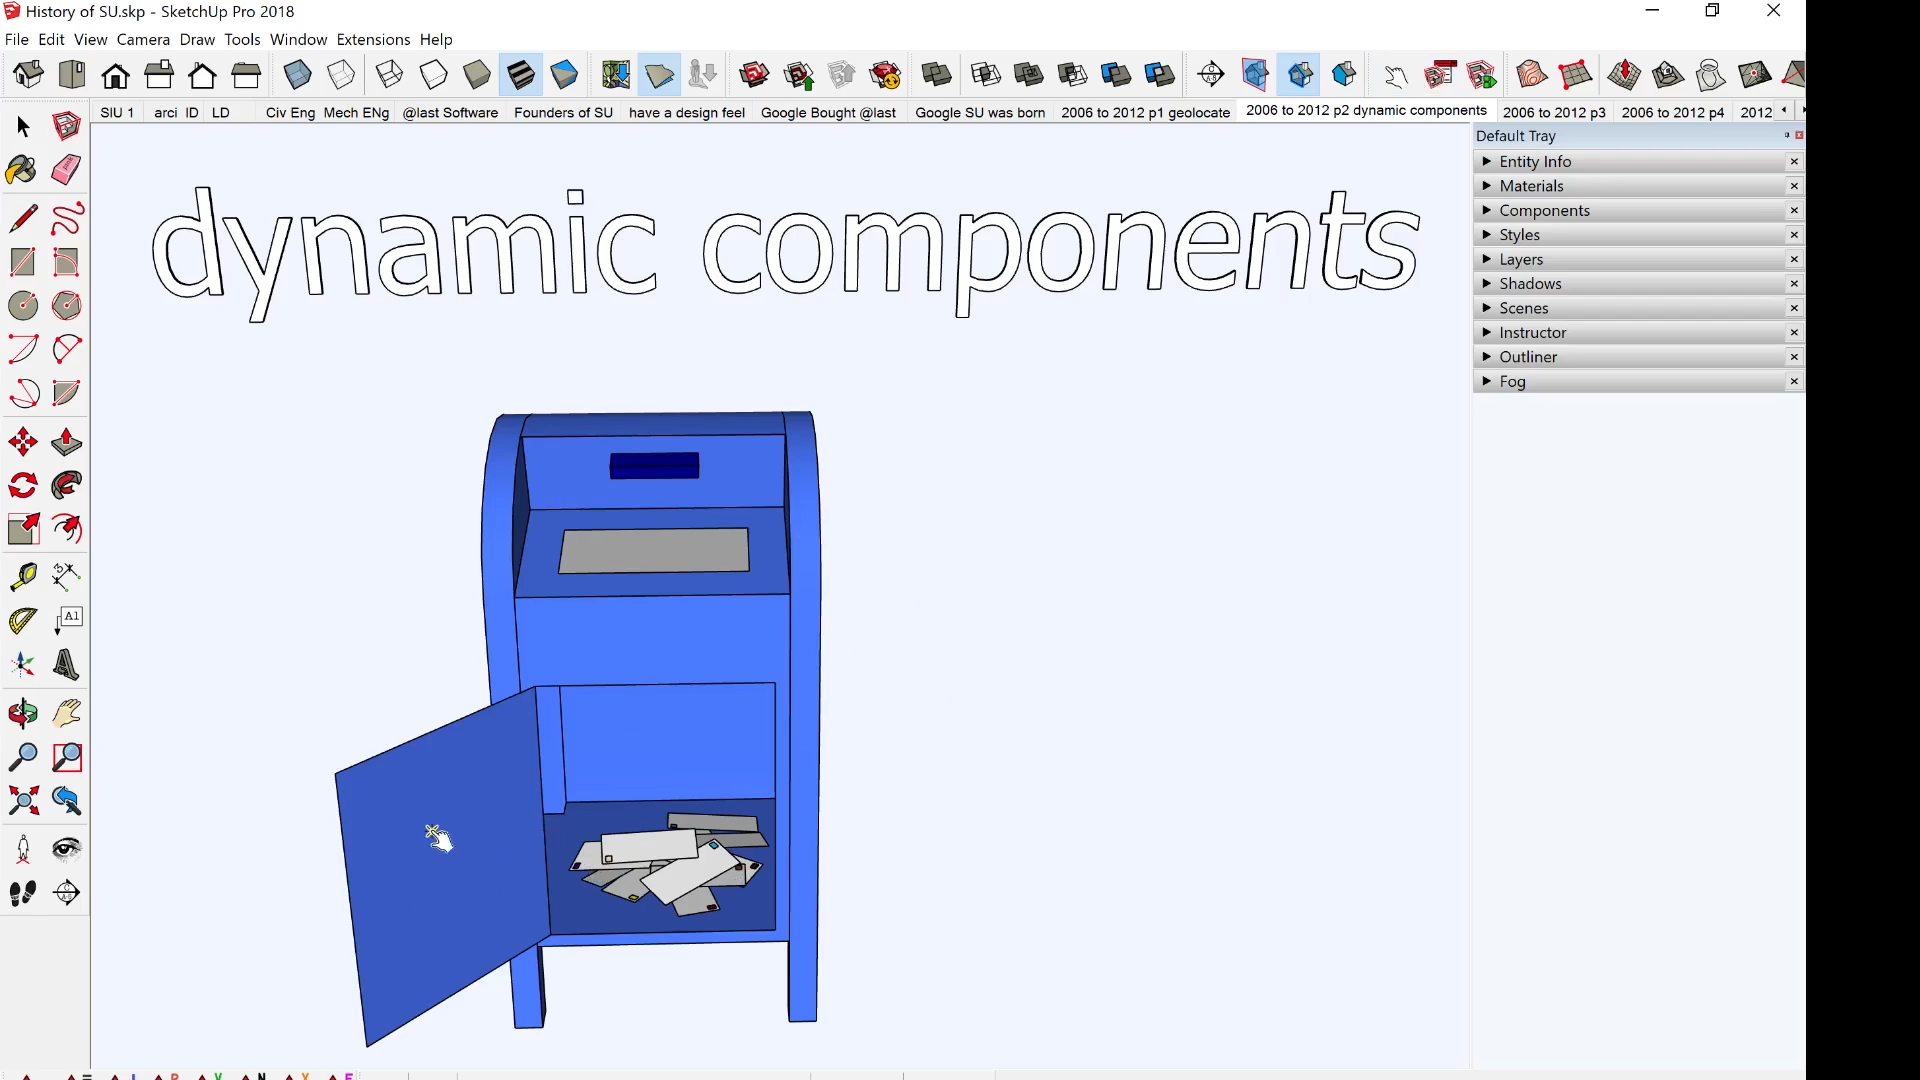 History of SU.skp - SketchUp Pro 2018
File Edit View Camera Draw Tools Window Extensions Help
SIU 1 arci ID LD Civ Eng Mech ENg @last Software Founders of SU have a design feel Google Bought @last Google SU was born 2006 to 2012 p1 geolocate 2006 to 2012 p2 dynamic components 2006 to 2012 p3 2006 to 2012 p4 2012
Default Tray
Entity Info
Materials
Components
Styles
Layers
Shadows
Scenes
Instructor
Outliner
Fog
dynamic components
A1